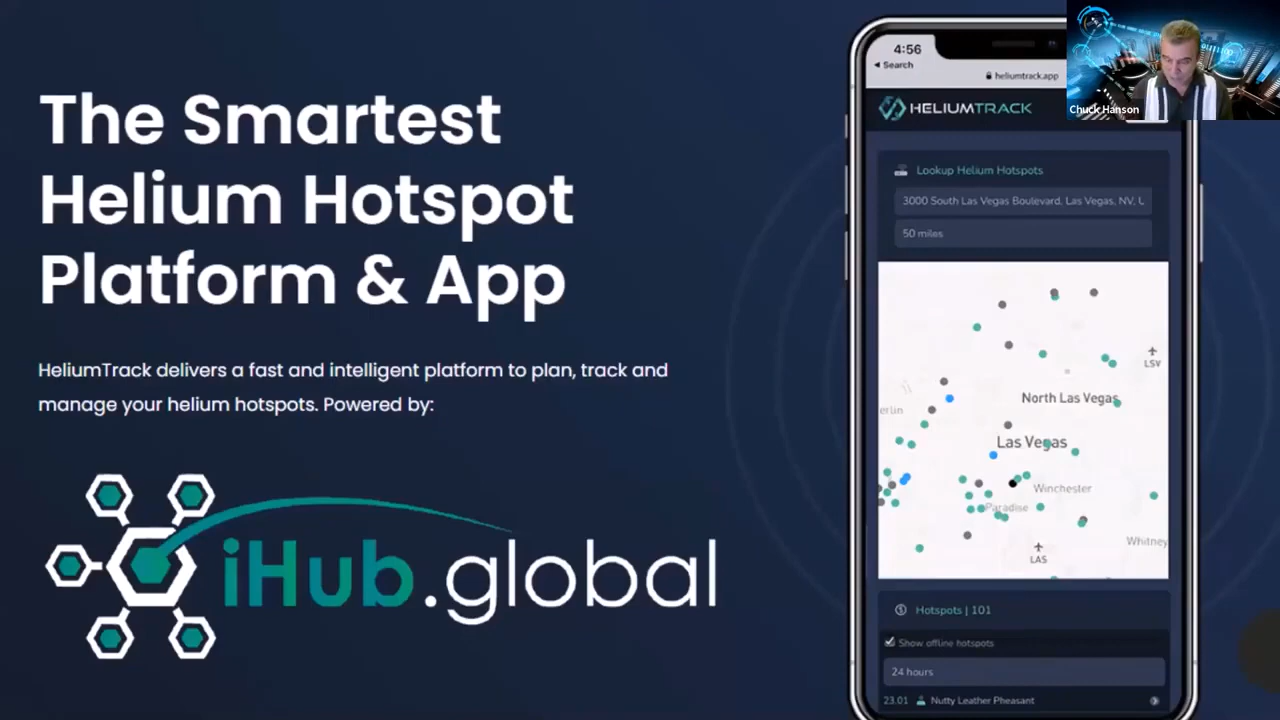 The Smartest
Helium Hotspot
Platform & App
HeliumTrack delivers a fast and intelligent platform to plan, track and
manage your helium hotspots. Powered by:
iHub.global
4:56
Search
heliumtrack.app
HELIUMTRACK
Lookup Helium Hotspots
3000 South Las Vegas Boulevard, Las Vegas, NV, U
50 miles
LSV
North Las Vegas
erlin
Las Vegas
Winchester
Paradise
Whitney
LAS
Hotspots | 101
Show offline hotspots
24 hours
23.01 Nutty Leather Pheasant
Chuck Hanson